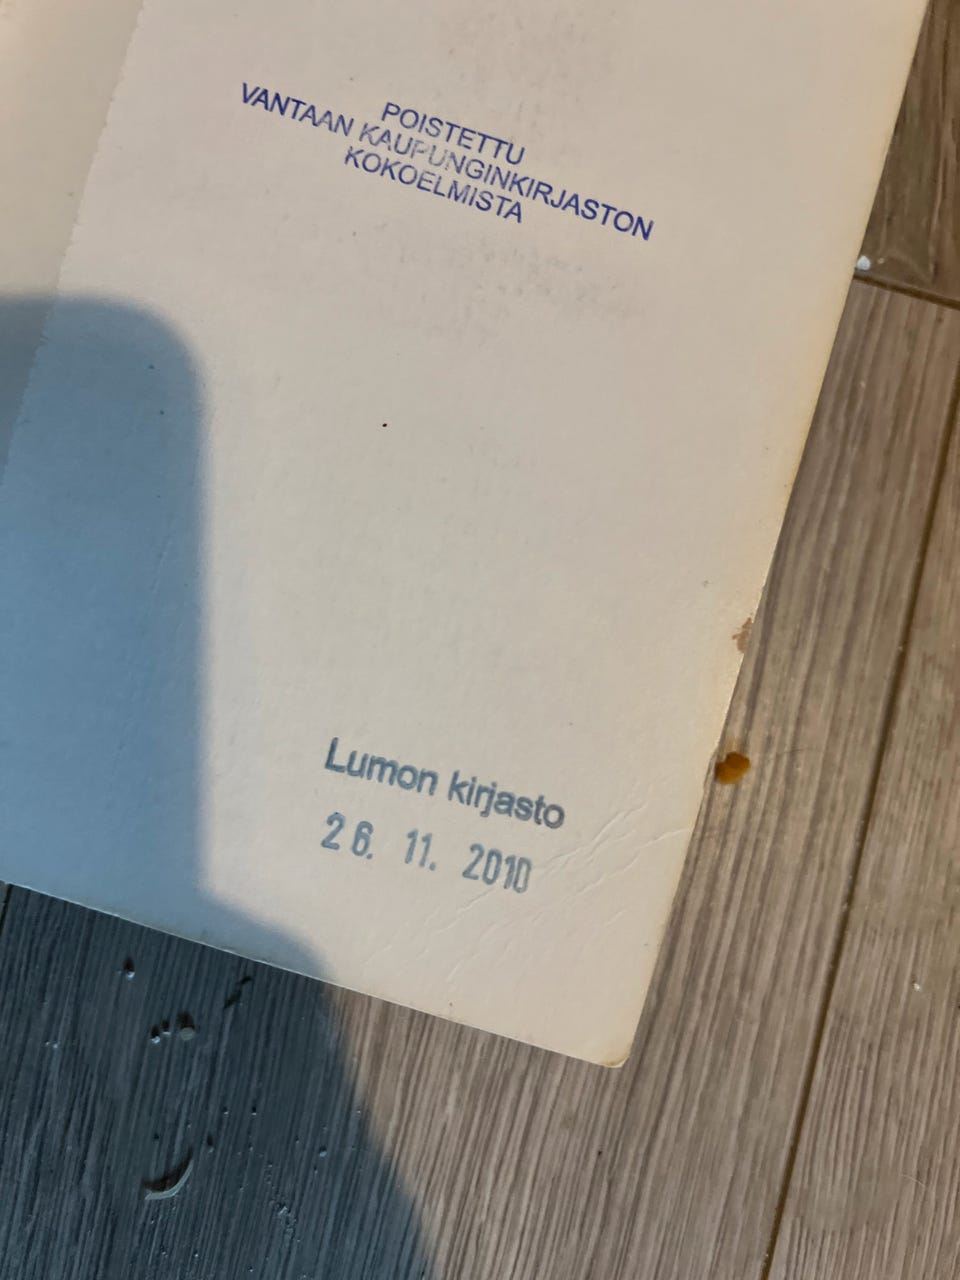 POISTETTU
VANTAAN KAUPUNGINKIRJASTON
KOKOELMISTA
Lumon kirjasto
26. 11. 2010